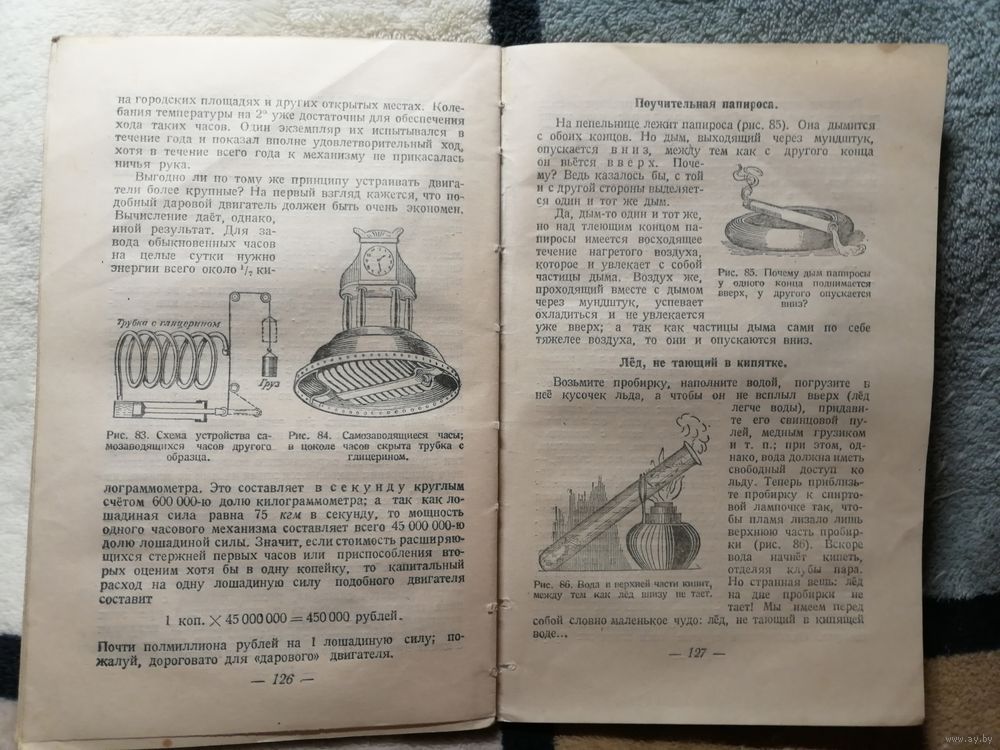 на городских площадях и других открытых местах. Коле-
бания температуры на 2° уже достаточны для обеспечения
хода таких часов. Один экземпляр их испытывался в
течение года и показал вполне удовлетворительный ход,
хотя в течение всего года к механизму не прикасалась
ничья рука.
Выгодно ли по тому же принципу устраивать двига-
тели более крупные? На первый взгляд кажется, что по-
добный даровой двигатель должен быть очень экономен.
Вычисление даёт, однако,
иной результат. Для за-
вода обыкновенных часов
на целые сутки нужно
энергии всего около 1/7 ки-
Трубка с глицерином
Груз
Рис. 83. Схема устройства са-
мозаводящихся часов другого
образца.
Рис. 84. Самозаводящиеся часы;
в цоколе часов скрыта трубка с
глицерином.
лограммометра. Это составляет в секунду круглым
счётом 600 000-ю долю килограммометра; а так как ло-
шадиная сила равна 75 кгм в секунду, то мощность
одного часового механизма составляет всего 45 000 000-ю
долю лошадиной силы. Значит, если стоимость расширяю-
щихся стержней первых часов или приспособления вто-
рых оценим хотя бы в одну копейку, то капитальный
расход на одну лошадиную силу подобного двигателя
составит
1 коп. × 45 000 000 = 450 000 рублей.
Почти полмиллиона рублей на 1 лошадиную силу; по-
жалуй, дороговато для «дарового» двигателя.
— 126 —
Поучительная папироса.
На пепельнице лежит папироса (рис. 85). Она дымится
с обоих концов. Но дым, выходящий через мундштук,
опускается вниз, между тем как с другого конца
он вьётся вверх. Поче-
му? Ведь казалось бы, с той
и с другой стороны выделяет-
ся один и тот же дым.
Да, дым-то один и тот же,
но над тлеющим концом па-
пиросы имеется восходящее
течение нагретого воздуха,
которое и увлекает с собой
частицы дыма. Воздух же,
проходящий вместе с дымом
через мундштук, успевает
охладиться и не увлекается
уже вверх; а так как частицы дыма сами по себе
тяжелее воздуха, то они и опускаются вниз.
Рис. 85. Почему дым папиросы
у одного конца поднимается
вверх, у другого опускается
вниз?
Лёд, не тающий в кипятке.
Возьмите пробирку, наполните водой, погрузите в
неё кусочек льда, а чтобы он не всплыл вверх (лёд
легче воды), придави-
те его свинцовой пу-
лей, медным грузиком
и т. п.; при этом, од-
нако, вода должна иметь
свободный доступ ко
льду. Теперь приблизь-
те пробирку к спирто-
вой лампочке так, что-
бы пламя лизало лишь
верхнюю часть пробир-
ки (рис. 86). Вскоре
вода начнёт кипеть,
отделяя клубы пара.
Но странная вещь: лёд
на дне пробирки не
тает! Мы имеем перед
собой словно маленькое чудо: лёд, не тающий в кипящей
воде...
Рис. 86. Вода в верхней части кипит,
между тем как лёд внизу не тает.
— 127 —
www.ay.by